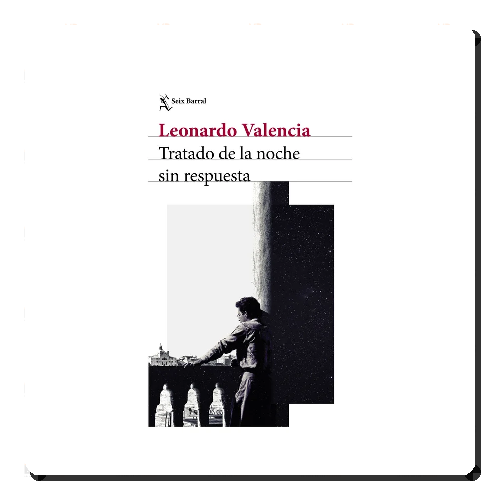 Seix Barral
Leonardo Valencia
Tratado de la noche
sin respuesta